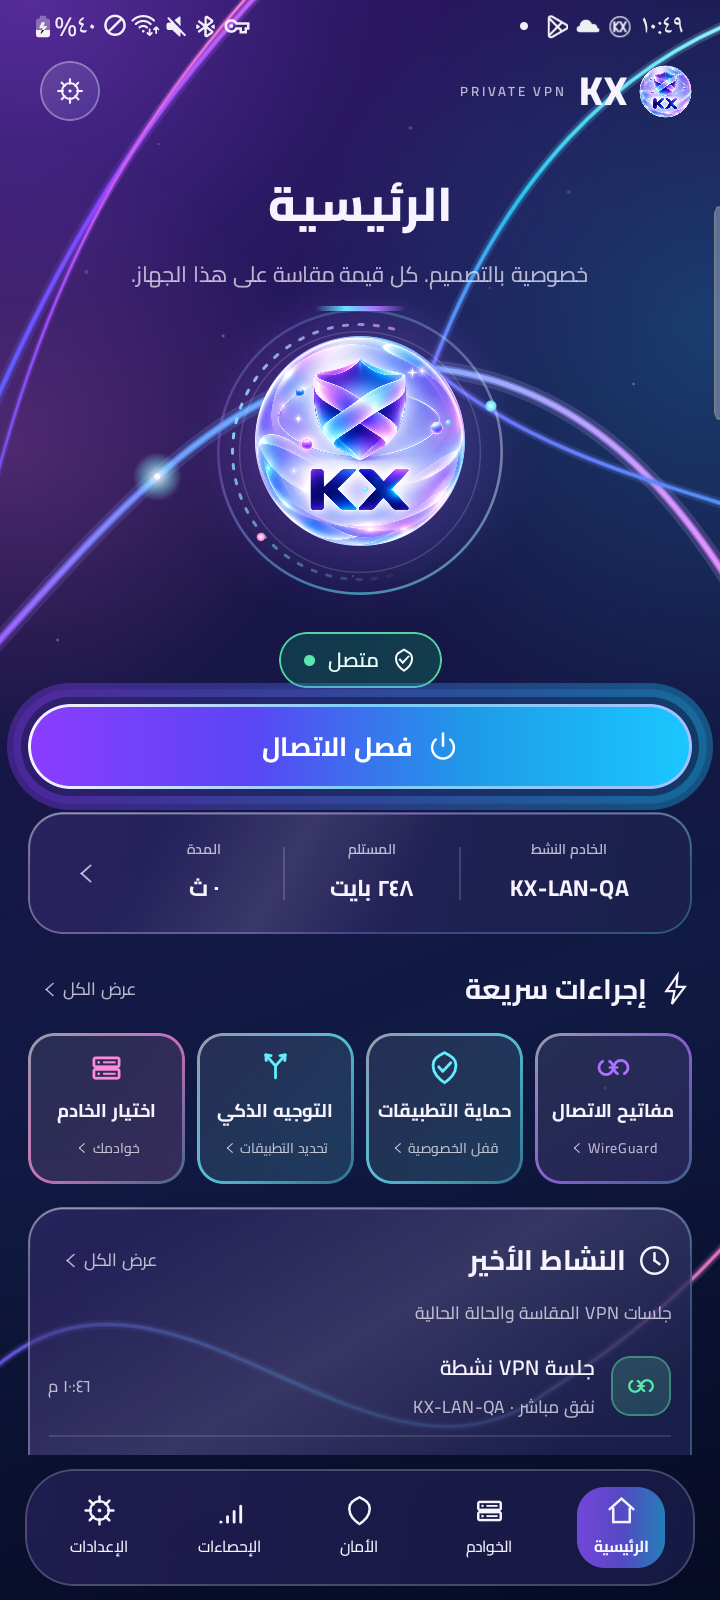 ١٠:٤٩
%٤٠
KX PRIVATE VPN
KX
الرئيسية
خصوصية بالتصميم. كل قيمة مقاسة على هذا الجهاز.
KX
متصل
فصل الاتصال
الخادم النشط
KX-LAN-QA
المستلم
٢٤٨ بايت
المدة
٠ ث
إجراءات سريعة
عرض الكل
مفاتيح الاتصال
WireGuard
حماية التطبيقات
قفل الخصوصية
التوجيه الذكي
تحديد التطبيقات
اختيار الخادم
خوادمك
النشاط الأخير
عرض الكل
جلسات VPN المقاسة والحالة الحالية
جلسة VPN نشطة
نفق مباشر · KX-LAN-QA
١٠:٤٦ م
الرئيسية
الخوادم
الأمان
الإحصاءات
الإعدادات